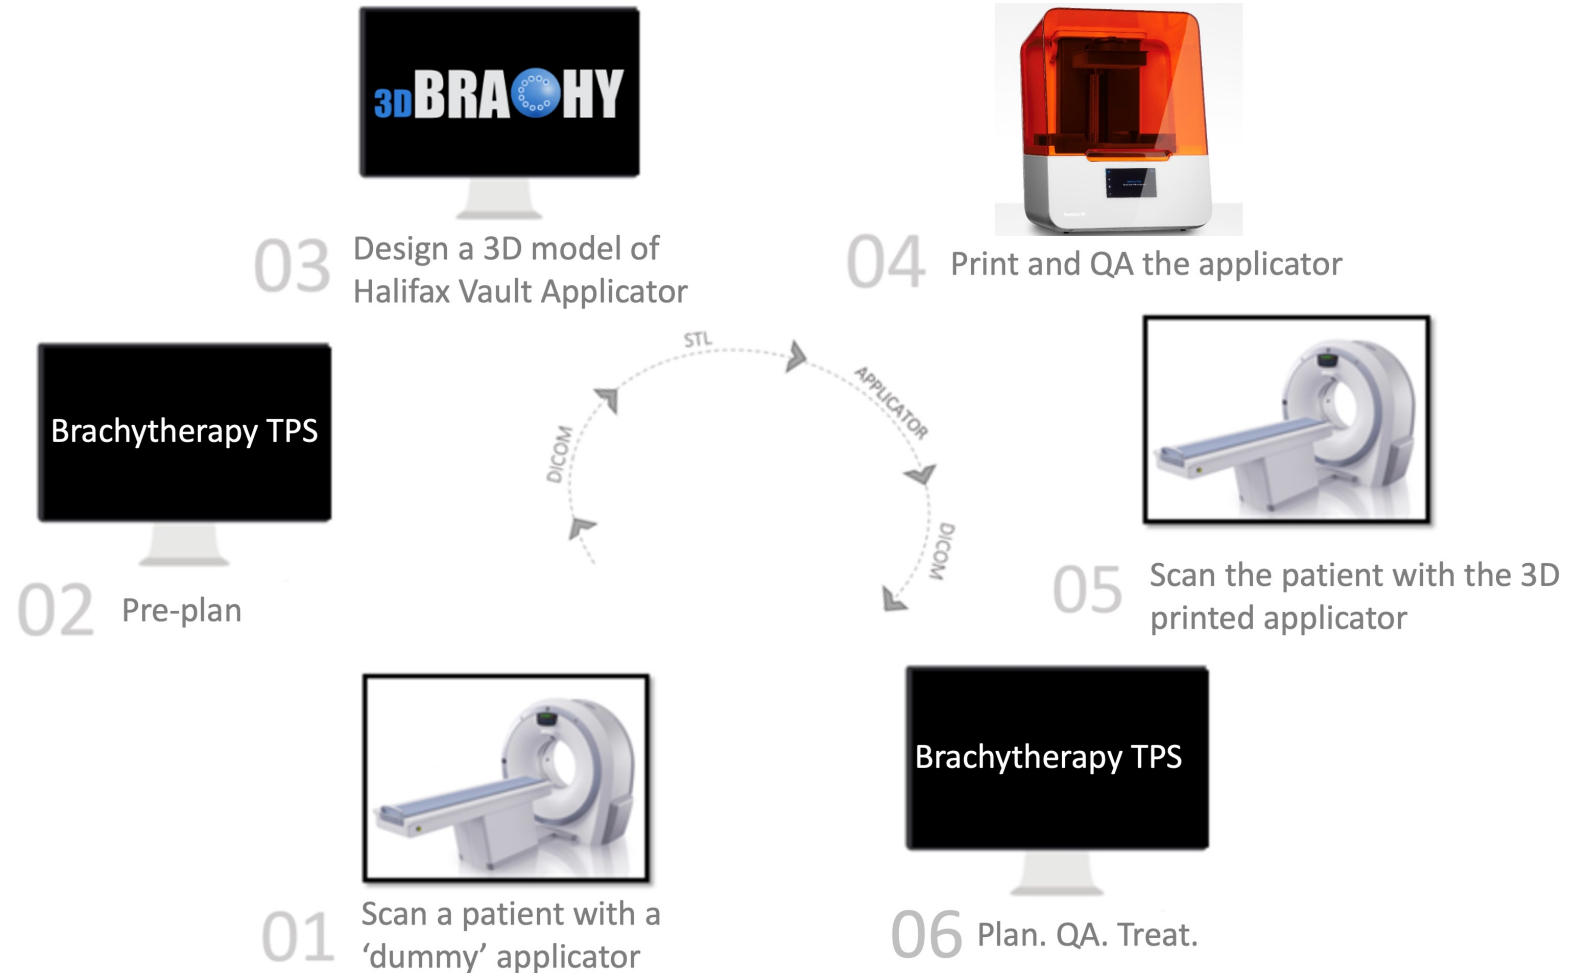 01
Scan a patient with a
‘dummy’ applicator
Brachytherapy TPS
02
Pre-plan
3DBRACHY
03
Design a 3D model of
Halifax Vault Applicator
04
Print and QA the applicator
05
Scan the patient with the 3D
printed applicator
Brachytherapy TPS
06
Plan. QA. Treat.
DICOM
STL
APPLICATOR
DICOM